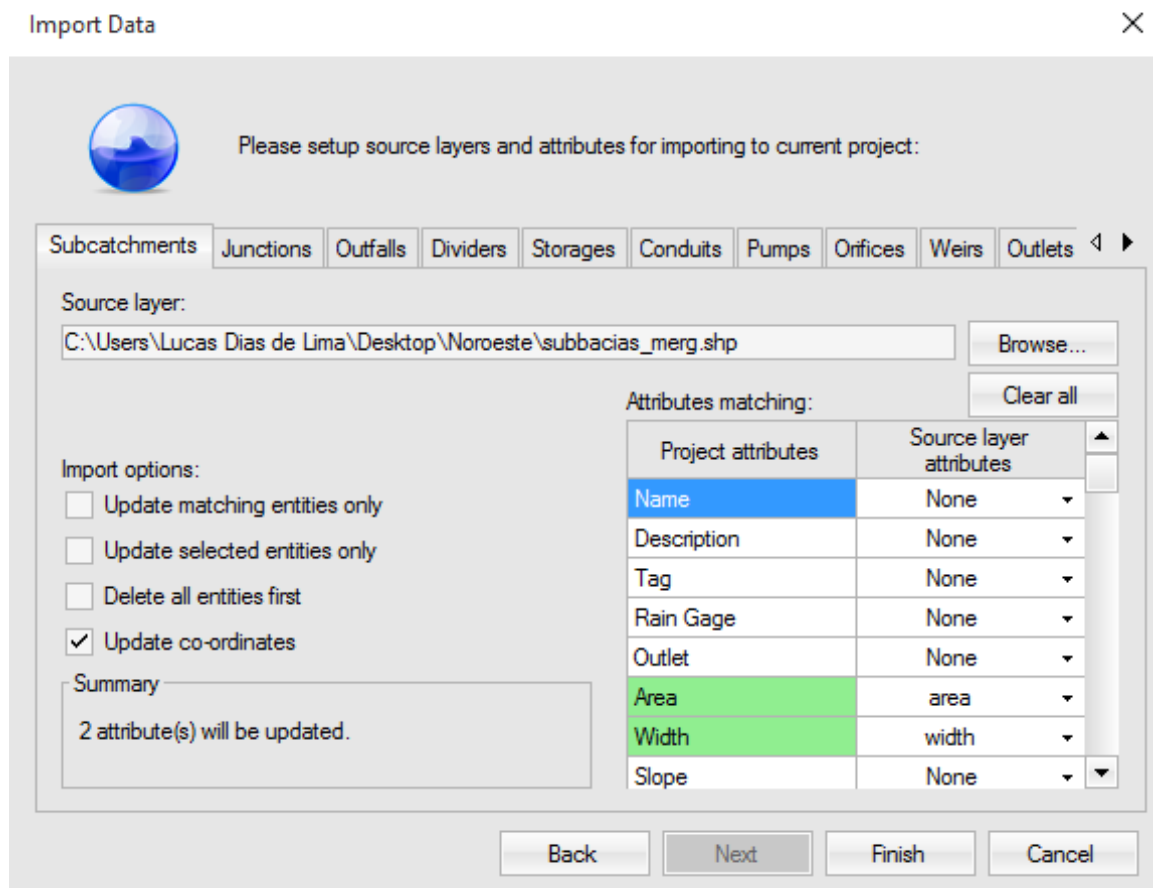 Import Data
Please setup source layers and attributes for importing to current project:
Subcatchments Junctions Outfalls Dividers Storages Conduits Pumps Orifices Weirs Outlets
Source layer:
C:\Users\Lucas Dias de Lima\Desktop\Noroeste\subbacias_merg.shp Browse...
Clear all
Attributes matching:
Project attributes Source layer
attributes
Import options:
Update matching entities only
Update selected entities only
Delete all entities first
Update co-ordinates
Summary
2 attribute(s) will be updated.
Name None
Description None
Tag None
Rain Gage None
Outlet None
Area area
Width width
Slope None
Back Next Finish Cancel